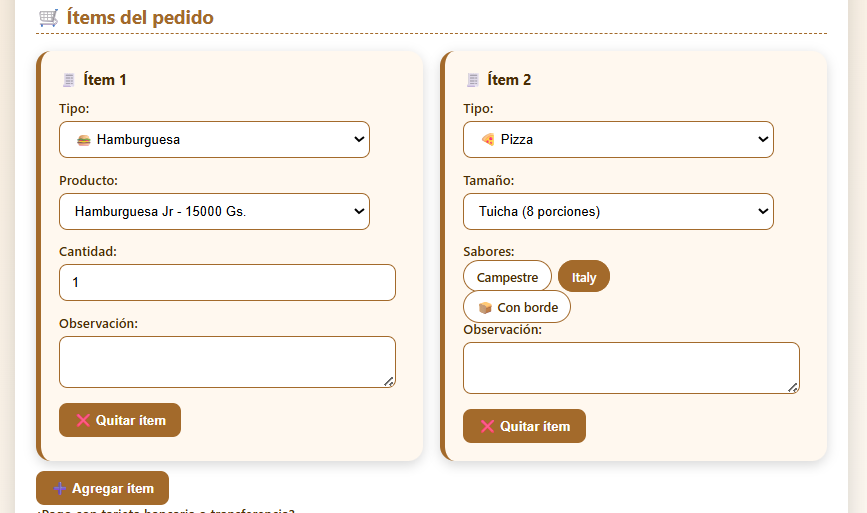 Ítems del pedido
Ítem 1
Tipo:
Hamburguesa
Producto:
Hamburguesa Jr - 15000 Gs.
Cantidad:
1
Observación:
Quitar ítem
Ítem 2
Tipo:
Pizza
Tamaño:
Tuicha (8 porciones)
Sabores:
Campestre
Italy
Con borde
Observación:
Quitar ítem
Agregar ítem
¿Pago con tarjeta bancaria o transferencia?